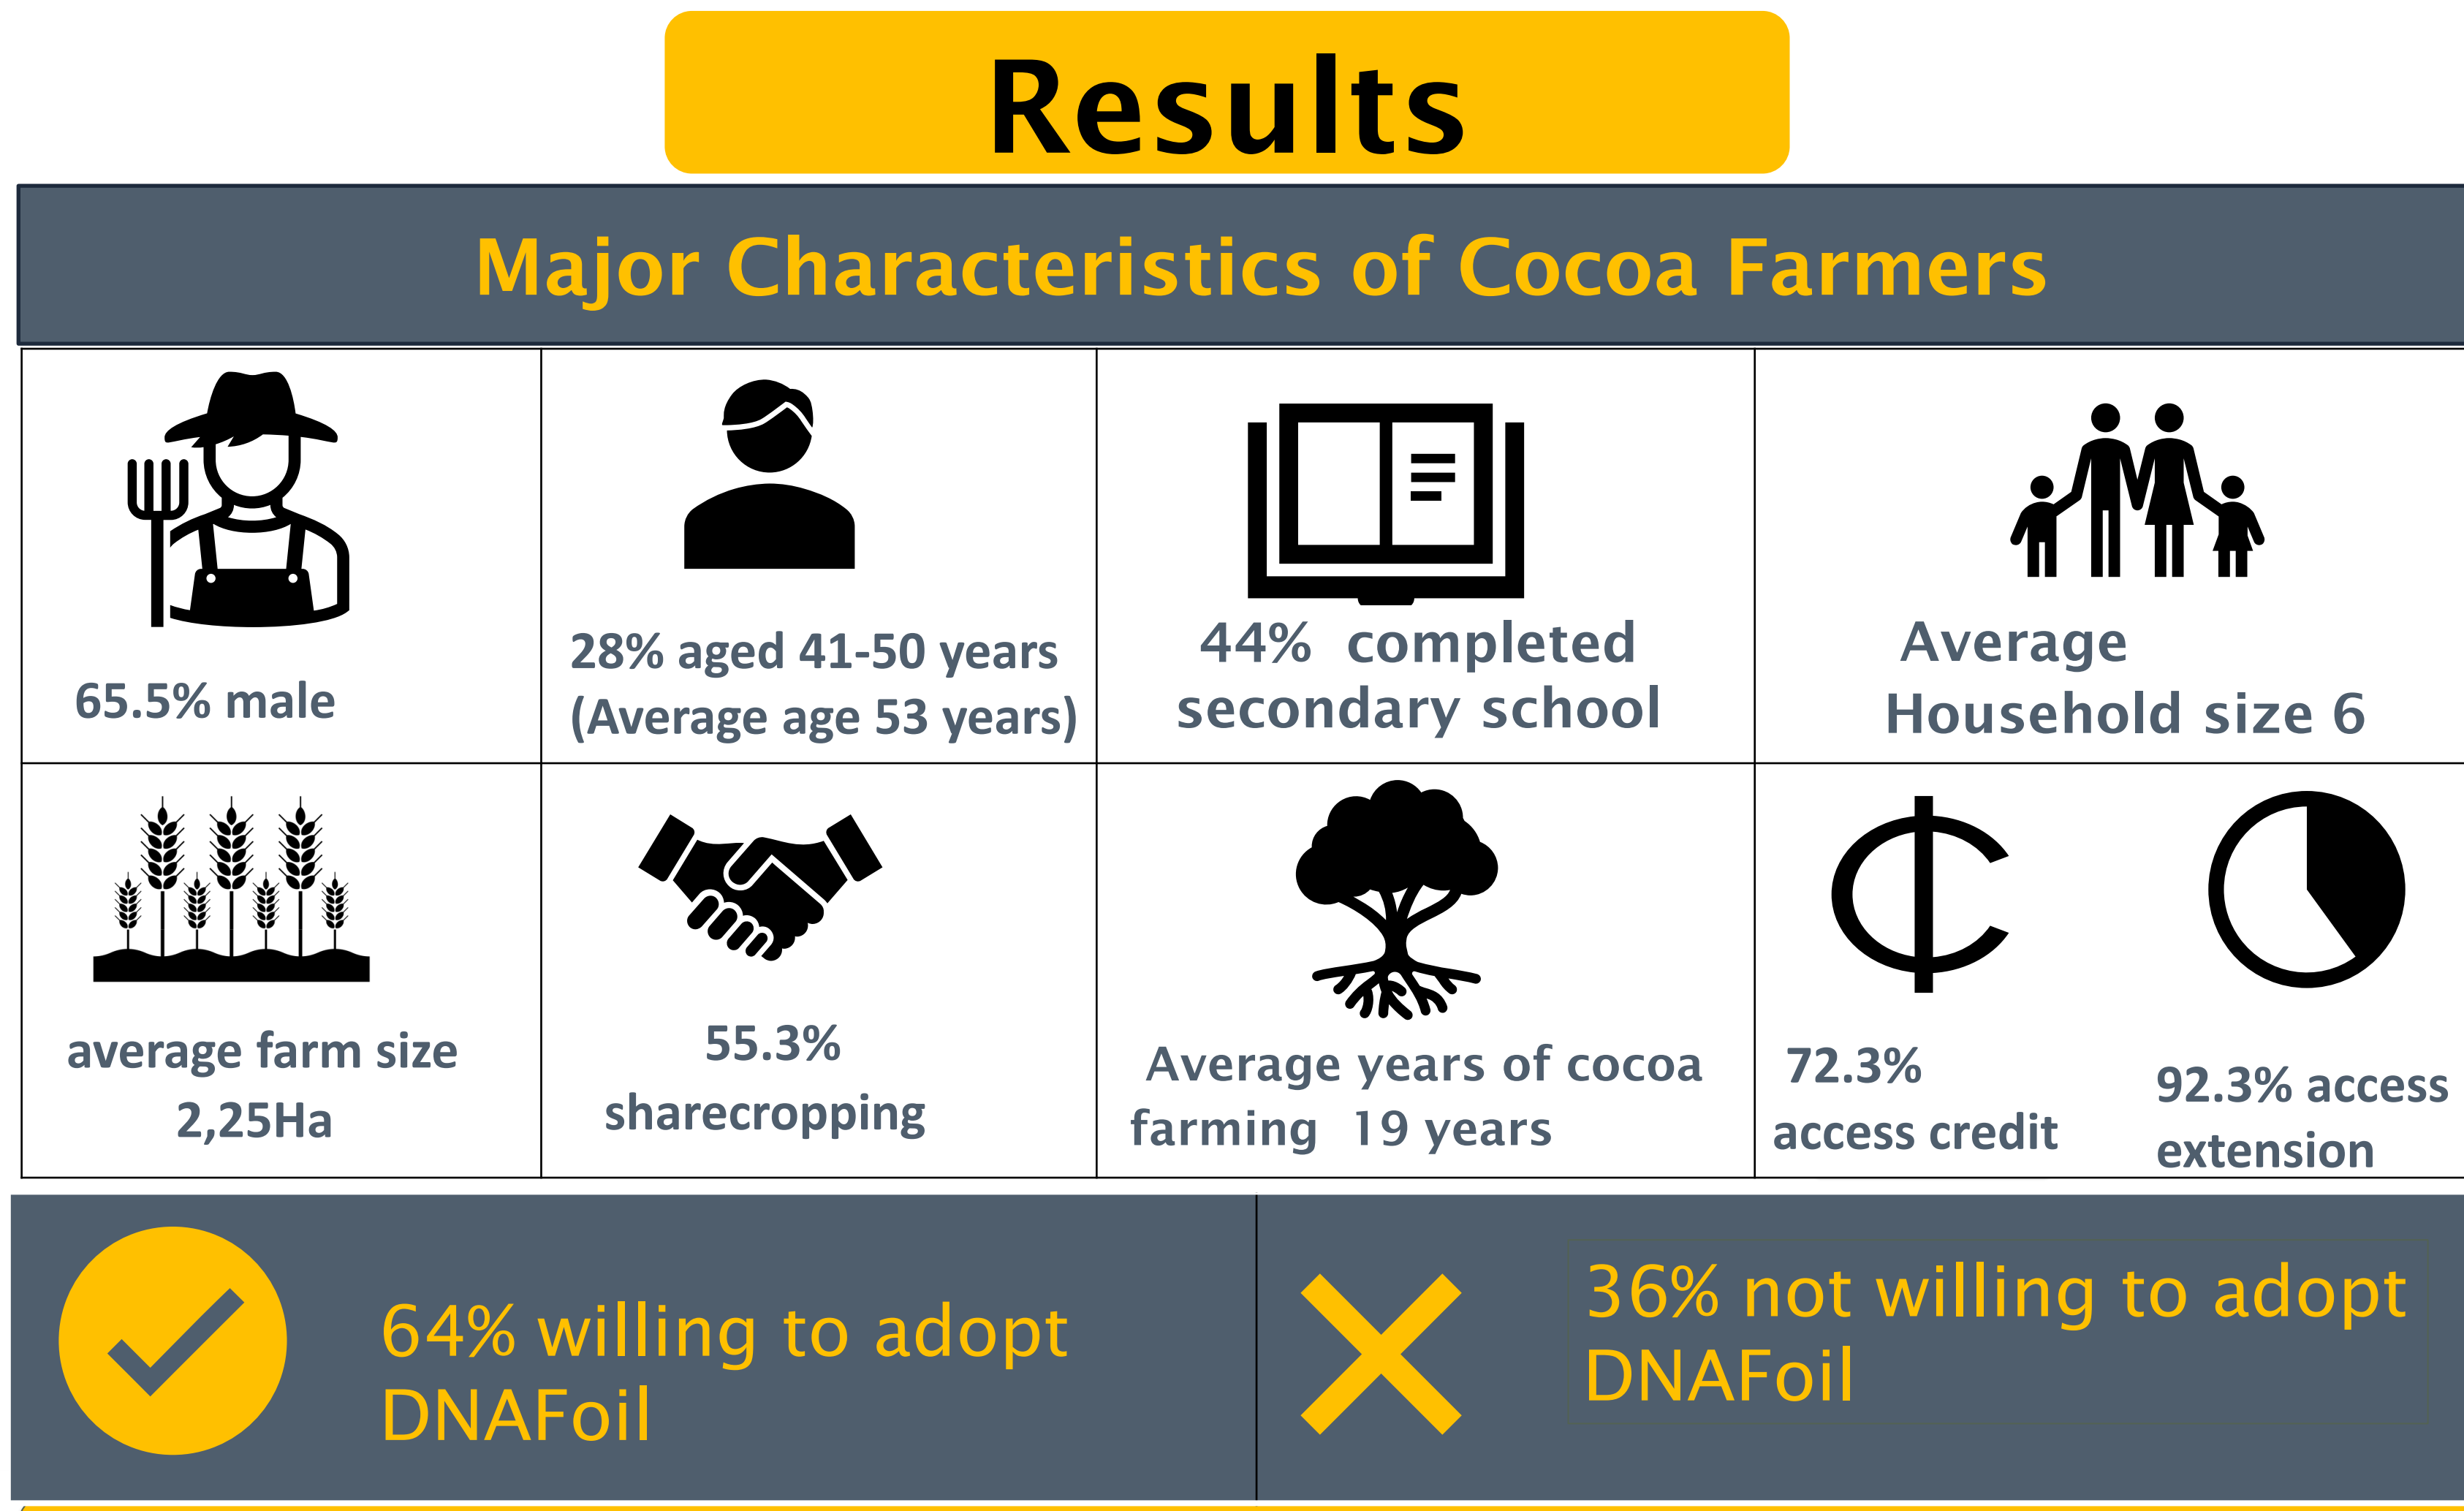 Results
Major Characteristics of Cocoa Farmers
65.5% male
28% aged 41-50 years
(Average age 53 years)
44% completed
secondary school
Average
Household size 6
average farm size
2,25Ha
55.3%
sharecropping
Average years of cocoa
farming 19 years
72.3%
access credit
92.3% access
extension
64% willing to adopt
DNAFoil
36% not willing to adopt
DNAFoil